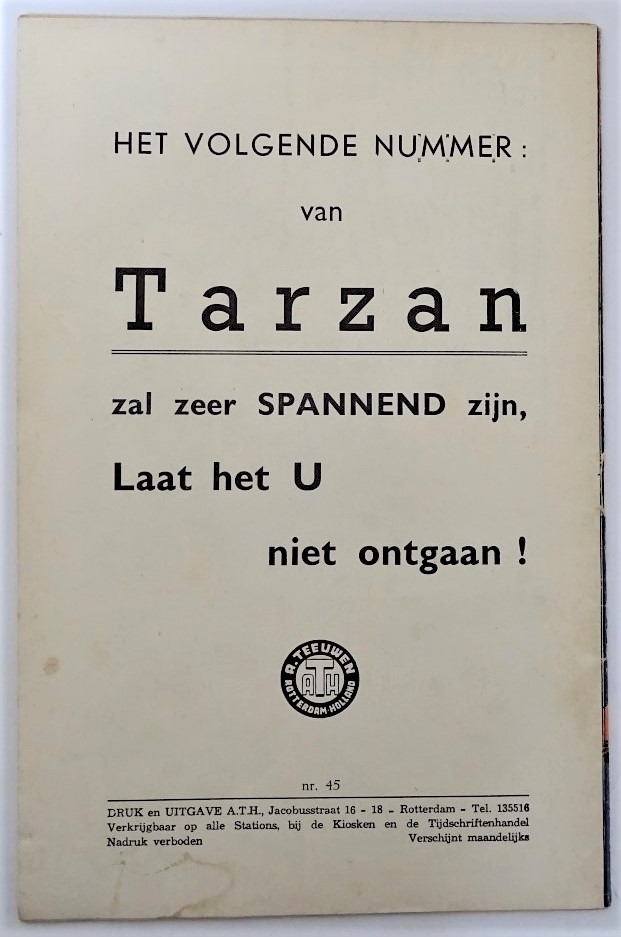 HET VOLGENDE NUMMER:
van
Tarzan
zal zeer SPANNEND zijn,
Laat het U
niet ontgaan !
A. TEEUWEN
ATH
ROTTERDAM-HOLLAND
nr. 45
DRUK en UITGAVE A.T.H., Jacobusstraat 16 - 18 - Rotterdam - Tel. 135516
Verkrijgbaar op alle Stations, bij de Kiosken en de Tijdschriftenhandel
Nadruk verboden Verschijnt maandelijks